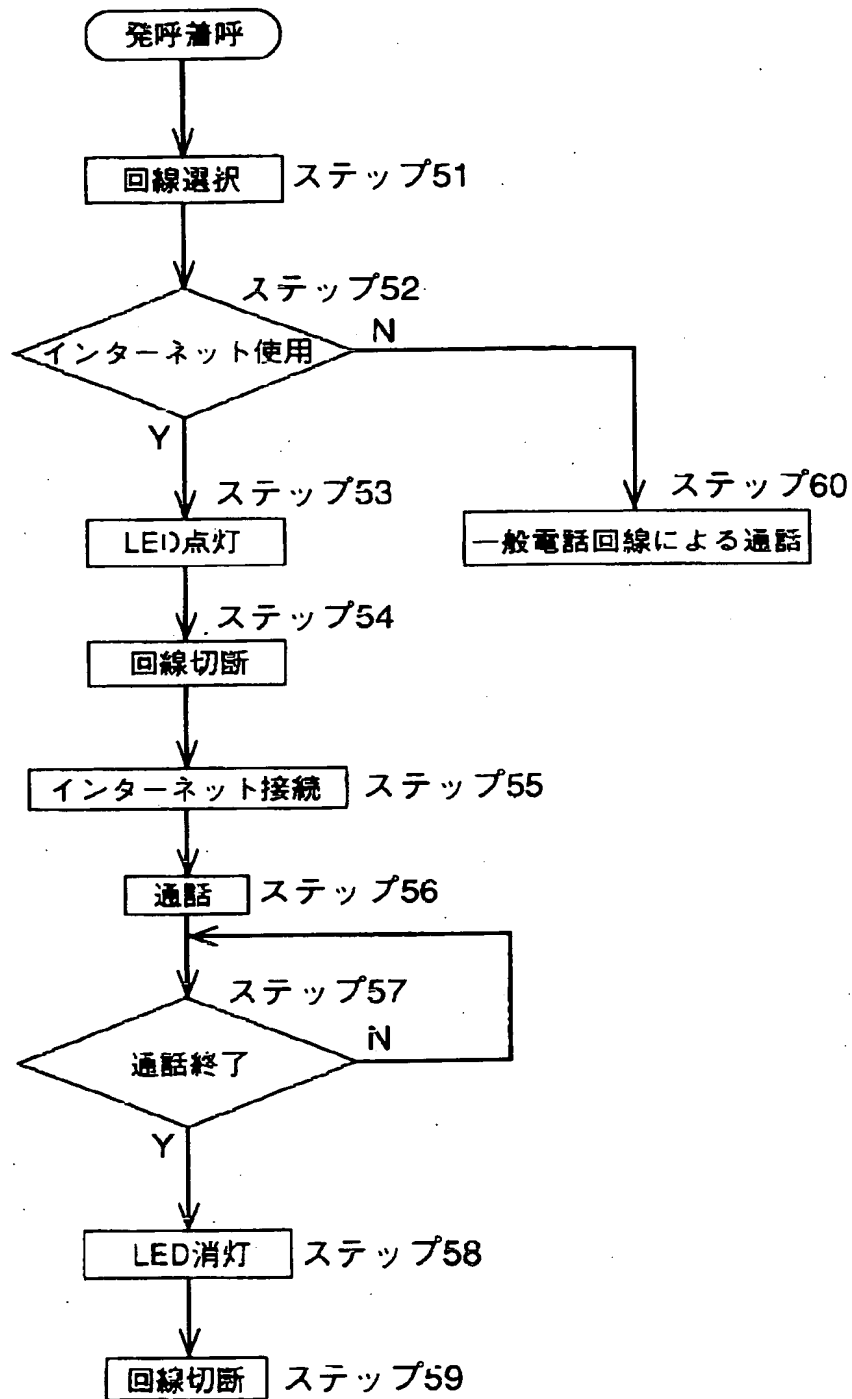 発呼着呼
回線選択 ステップ51
ステップ52
インターネット使用
N
Y
ステップ53
ステップ60
LED点灯
一般電話回線による通話
ステップ54
回線切断
インターネット接続 ステップ55
通話 ステップ56
ステップ57
通話終了
N
Y
LED消灯 ステップ58
回線切断 ステップ59